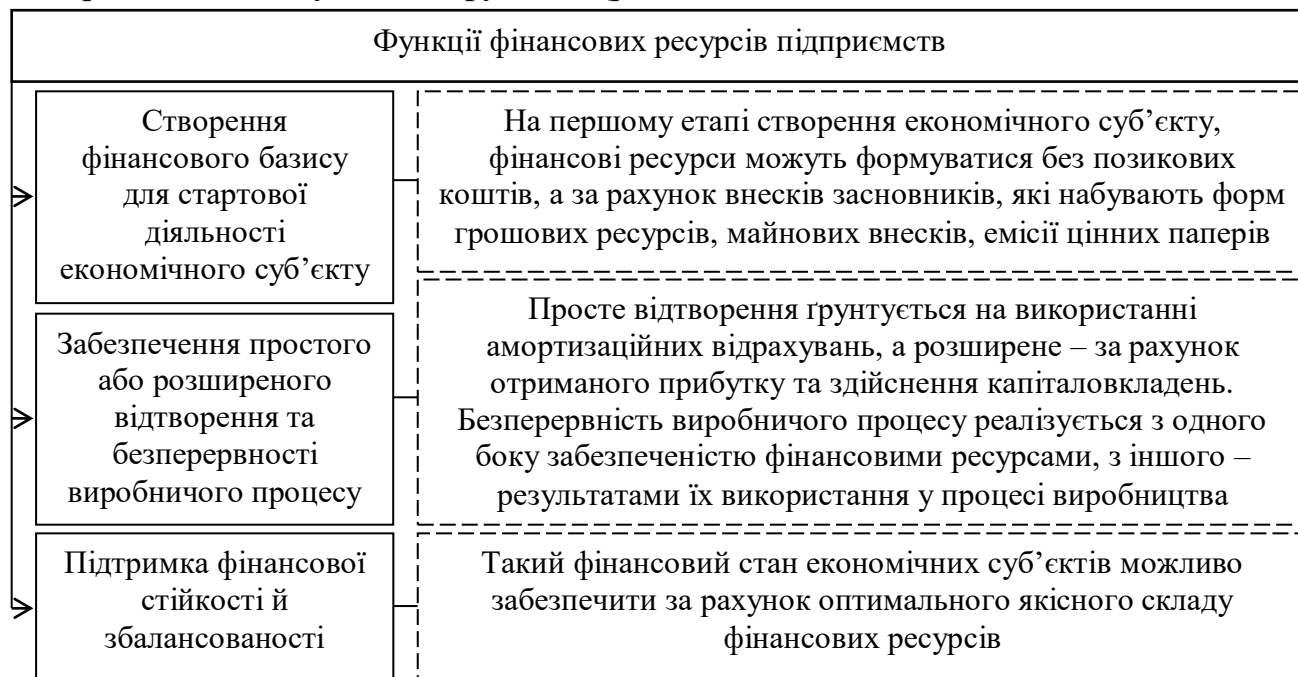 Функції фінансових ресурсів підприємств
Створення
фінансового базису
для стартової
діяльності
економічного суб’єкту
На першому етапі створення економічного суб’єкту,
фінансові ресурси можуть формуватися без позикових
коштів, а за рахунок внесків засновників, які набувають форм
грошових ресурсів, майнових внесків, емісії цінних паперів
Забезпечення простого
або розширеного
відтворення та
безперервності
виробничого процесу
Просте відтворення ґрунтується на використанні
амортизаційних відрахувань, а розширене – за рахунок
отриманого прибутку та здійснення капіталовкладень.
Безперервність виробничого процесу реалізується з одного
боку забезпеченістю фінансовими ресурсами, з іншого –
результатами їх використання у процесі виробництва
Підтримка фінансової
стійкості й
збалансованості
Такий фінансовий стан економічних суб’єктів можливо
забезпечити за рахунок оптимального якісного складу
фінансових ресурсів